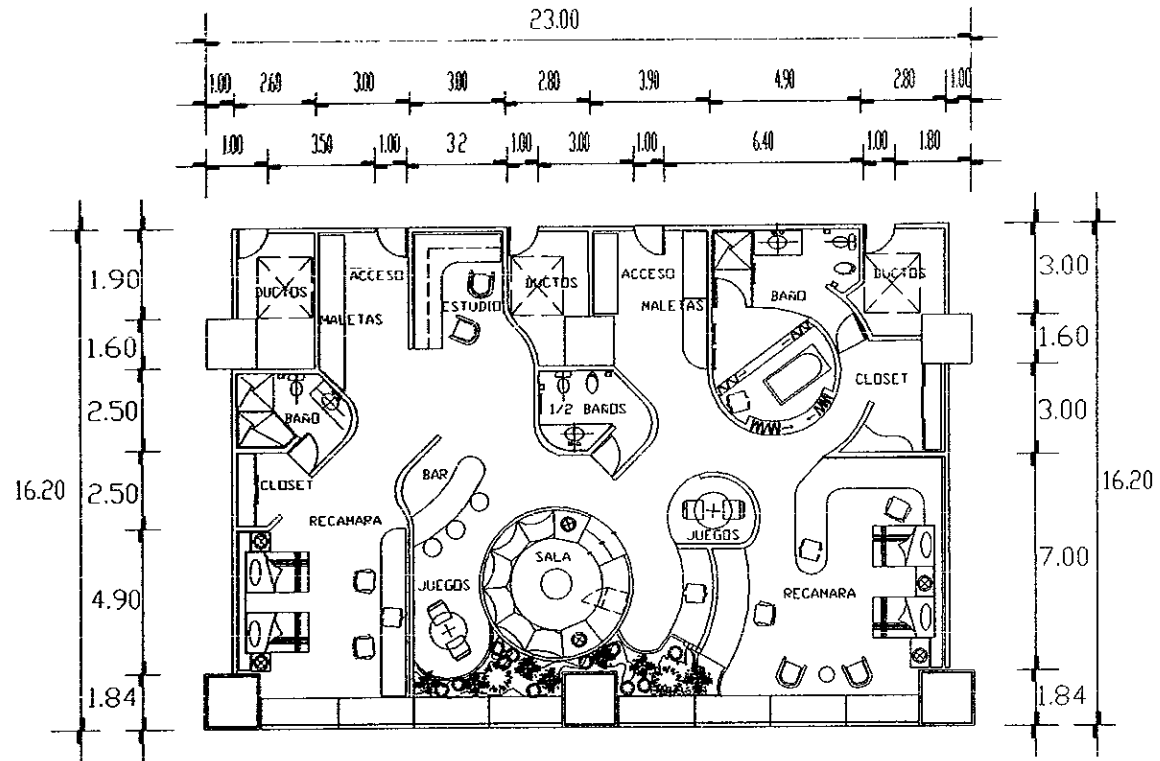 23.00
1.00 2.60 3.00 3.00 2.80 3.90 4.90 2.80 1.00
1.00 3.50 1.00 3.2 1.00 3.00 1.00 6.40 1.00 1.80
1.90
3.00
ACCESO
ACCESO
DUCTOS
DUCTOS
DUCTOS
MALETAS
ESTUDIO
MALETAS
BAÑO
1.60
1.60
CLOSET
2.50
BAÑO
1/2 BAÑOS
3.00
16.20
2.50
CLOSET
BAR
16.20
RECAMARA
JUEGOS
SALA
7.00
JUEGOS
RECAMARA
4.90
1.84
1.84